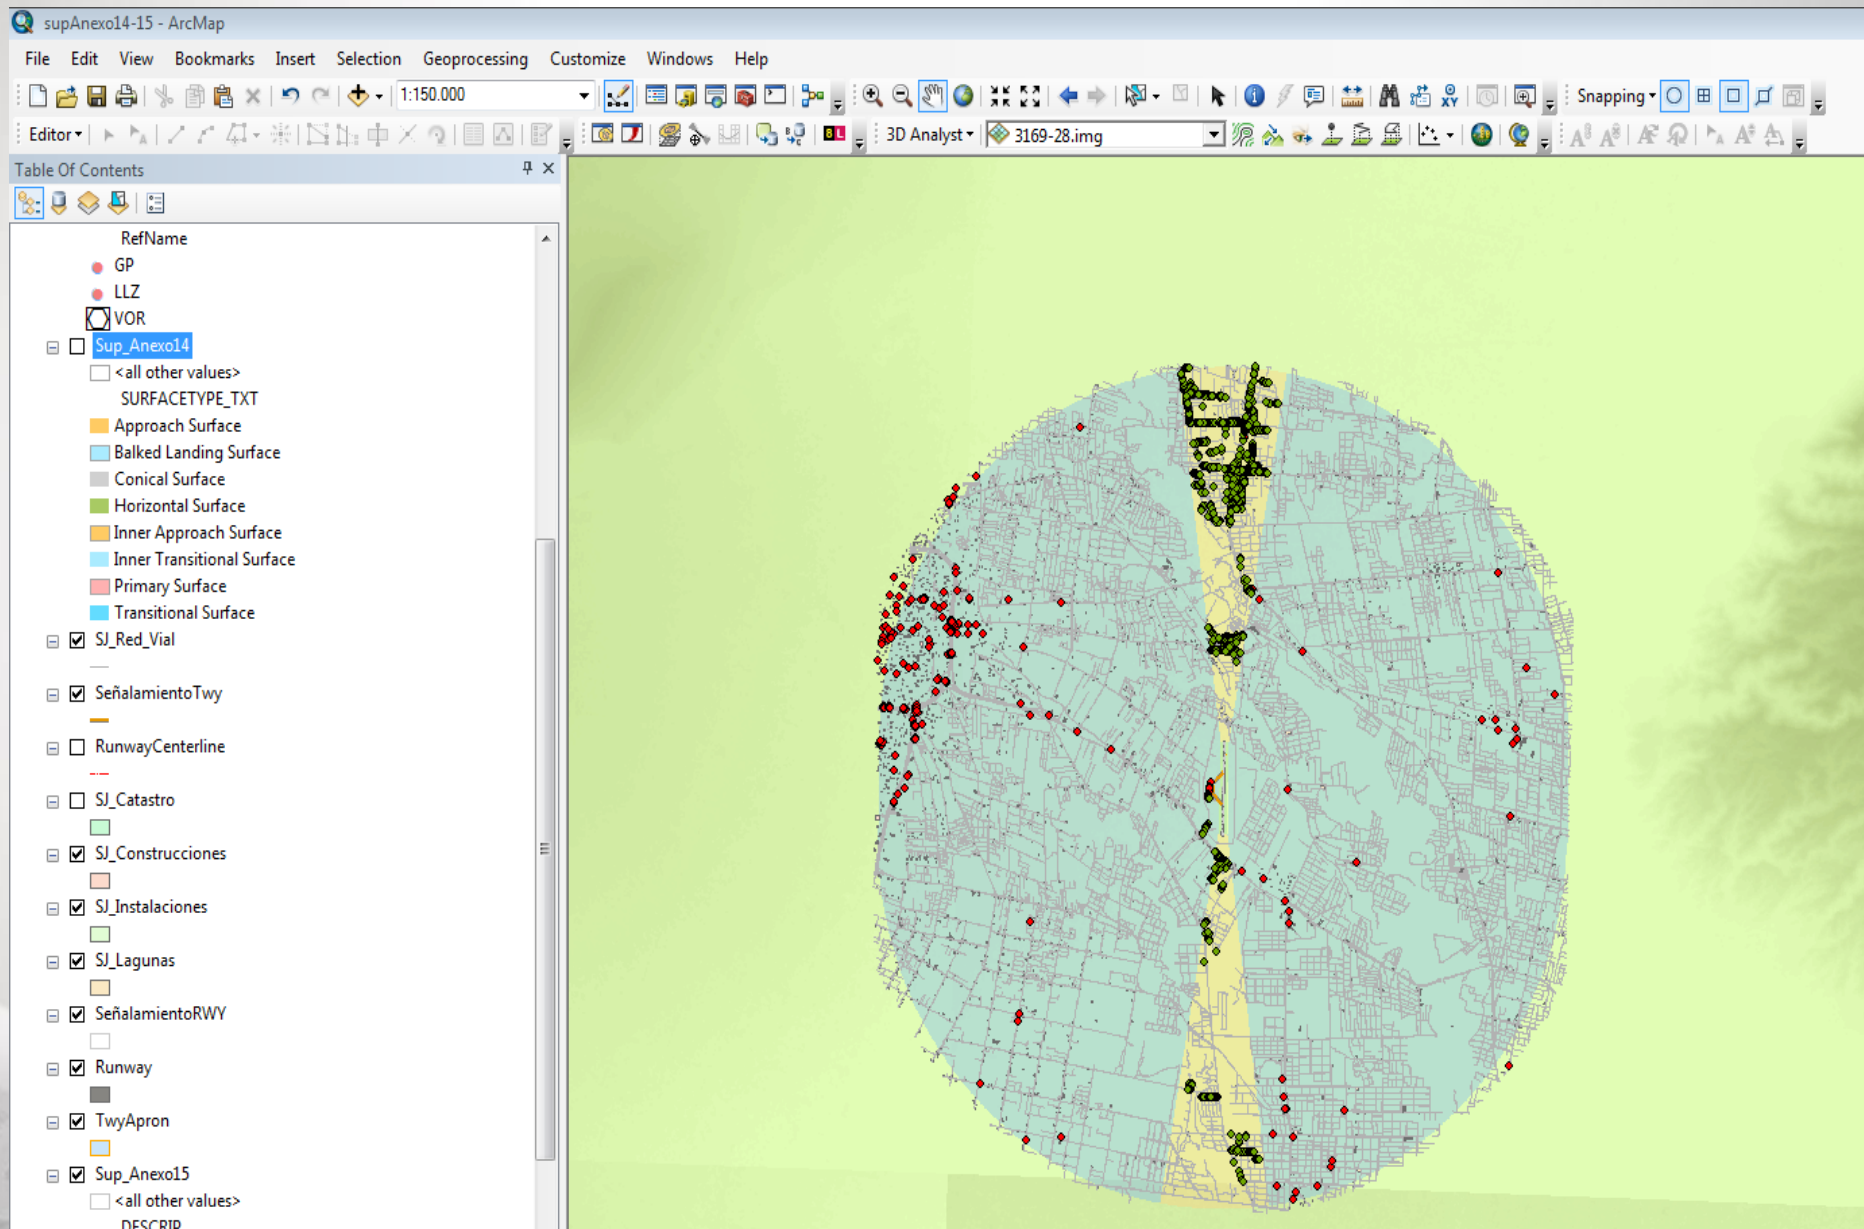 supAnexo14-15 - ArcMap
File Edit View Bookmarks Insert Selection Geoprocessing Customize Windows Help
1:150.000
Snapping
Editor
3D Analyst
3169-28.img
Table Of Contents
RefName
GP
LLZ
VOR
Sup_Anexo14
<all other values>
SURFACETYPE_TXT
Approach Surface
Balked Landing Surface
Conical Surface
Horizontal Surface
Inner Approach Surface
Inner Transitional Surface
Primary Surface
Transitional Surface
SJ_Red_Vial
SeñalamientoTwy
RunwayCenterline
SJ_Catastro
SJ_Construcciones
SJ_Instalaciones
SJ_Lagunas
SeñalamientoRWY
Runway
TwyApron
Sup_Anexo15
<all other values>
DESCRIP